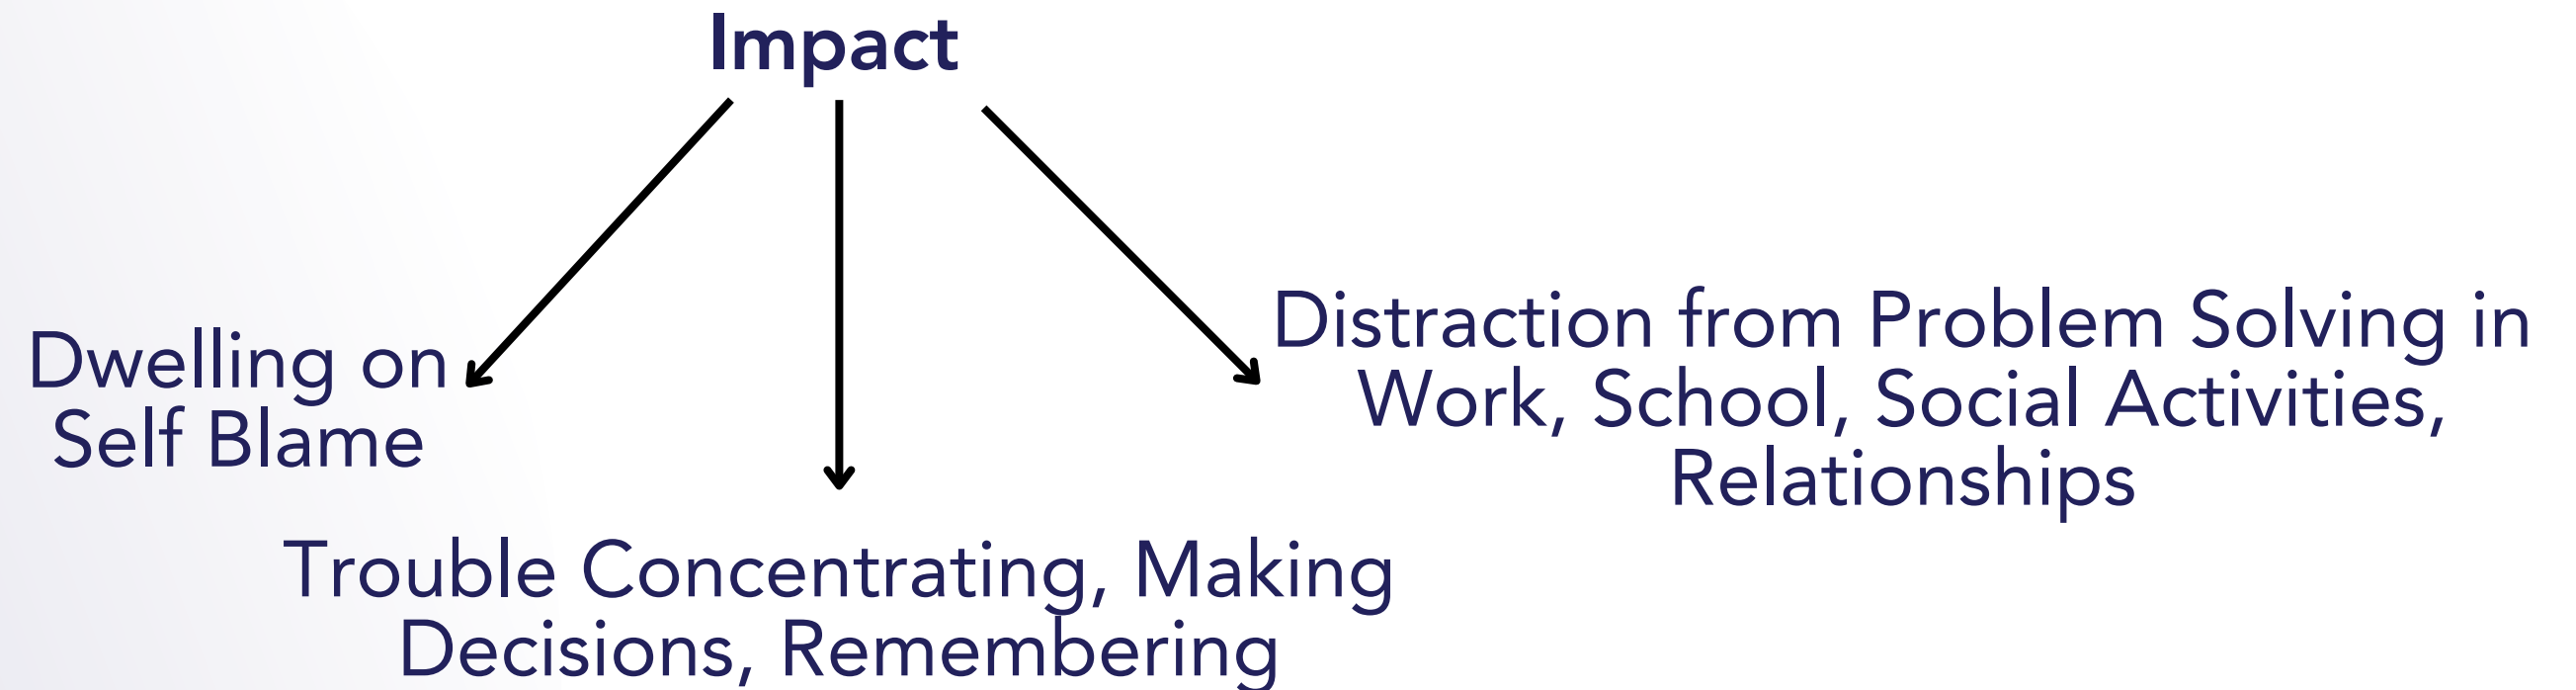 Impact
Dwelling on
Self Blame
Trouble Concentrating, Making
Decisions, Remembering
Distraction from Problem Solving in
Work, School, Social Activities,
Relationships